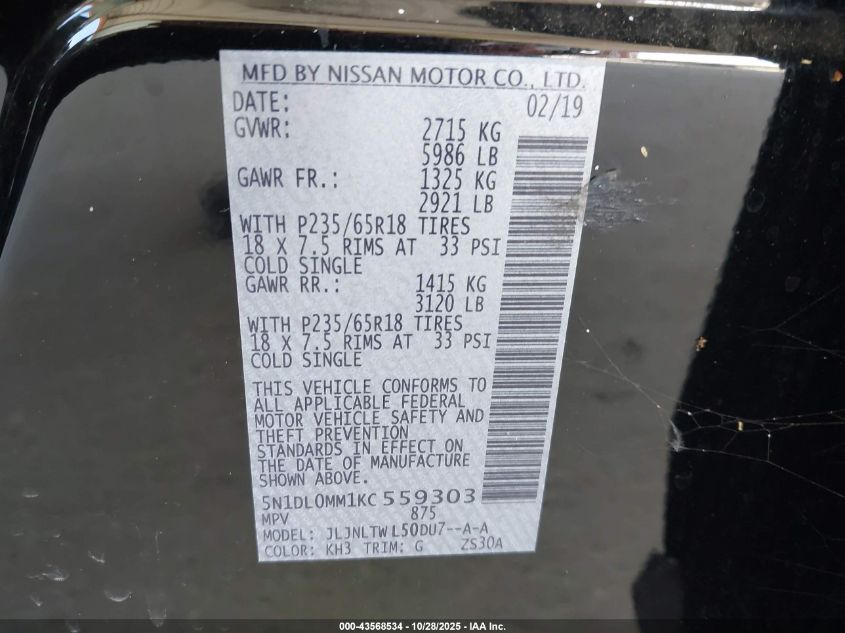 MFD BY NISSAN MOTOR CO., LTD.
DATE: 02/19
GVWR: 2715 KG
5986 LB
GAWR FR.: 1325 KG
2921 LB
WITH P235/65R18 TIRES
18 X 7.5 RIMS AT 33 PSI
COLD SINGLE
GAWR RR.: 1415 KG
3120 LB
WITH P235/65R18 TIRES
18 X 7.5 RIMS AT 33 PSI
COLD SINGLE
THIS VEHICLE CONFORMS TO
ALL APPLICABLE FEDERAL
MOTOR VEHICLE SAFETY AND
THEFT PREVENTION
STANDARDS IN EFFECT ON
THE DATE OF MANUFACTURE
SHOWN ABOVE.
5N1DL0MM1KC559303
MPV 875
MODEL: JLJNLTWL50DU7--A-A
COLOR: KH3 TRIM: G ZS30A
000-43568534 - 10/28/2025 - IAA Inc.